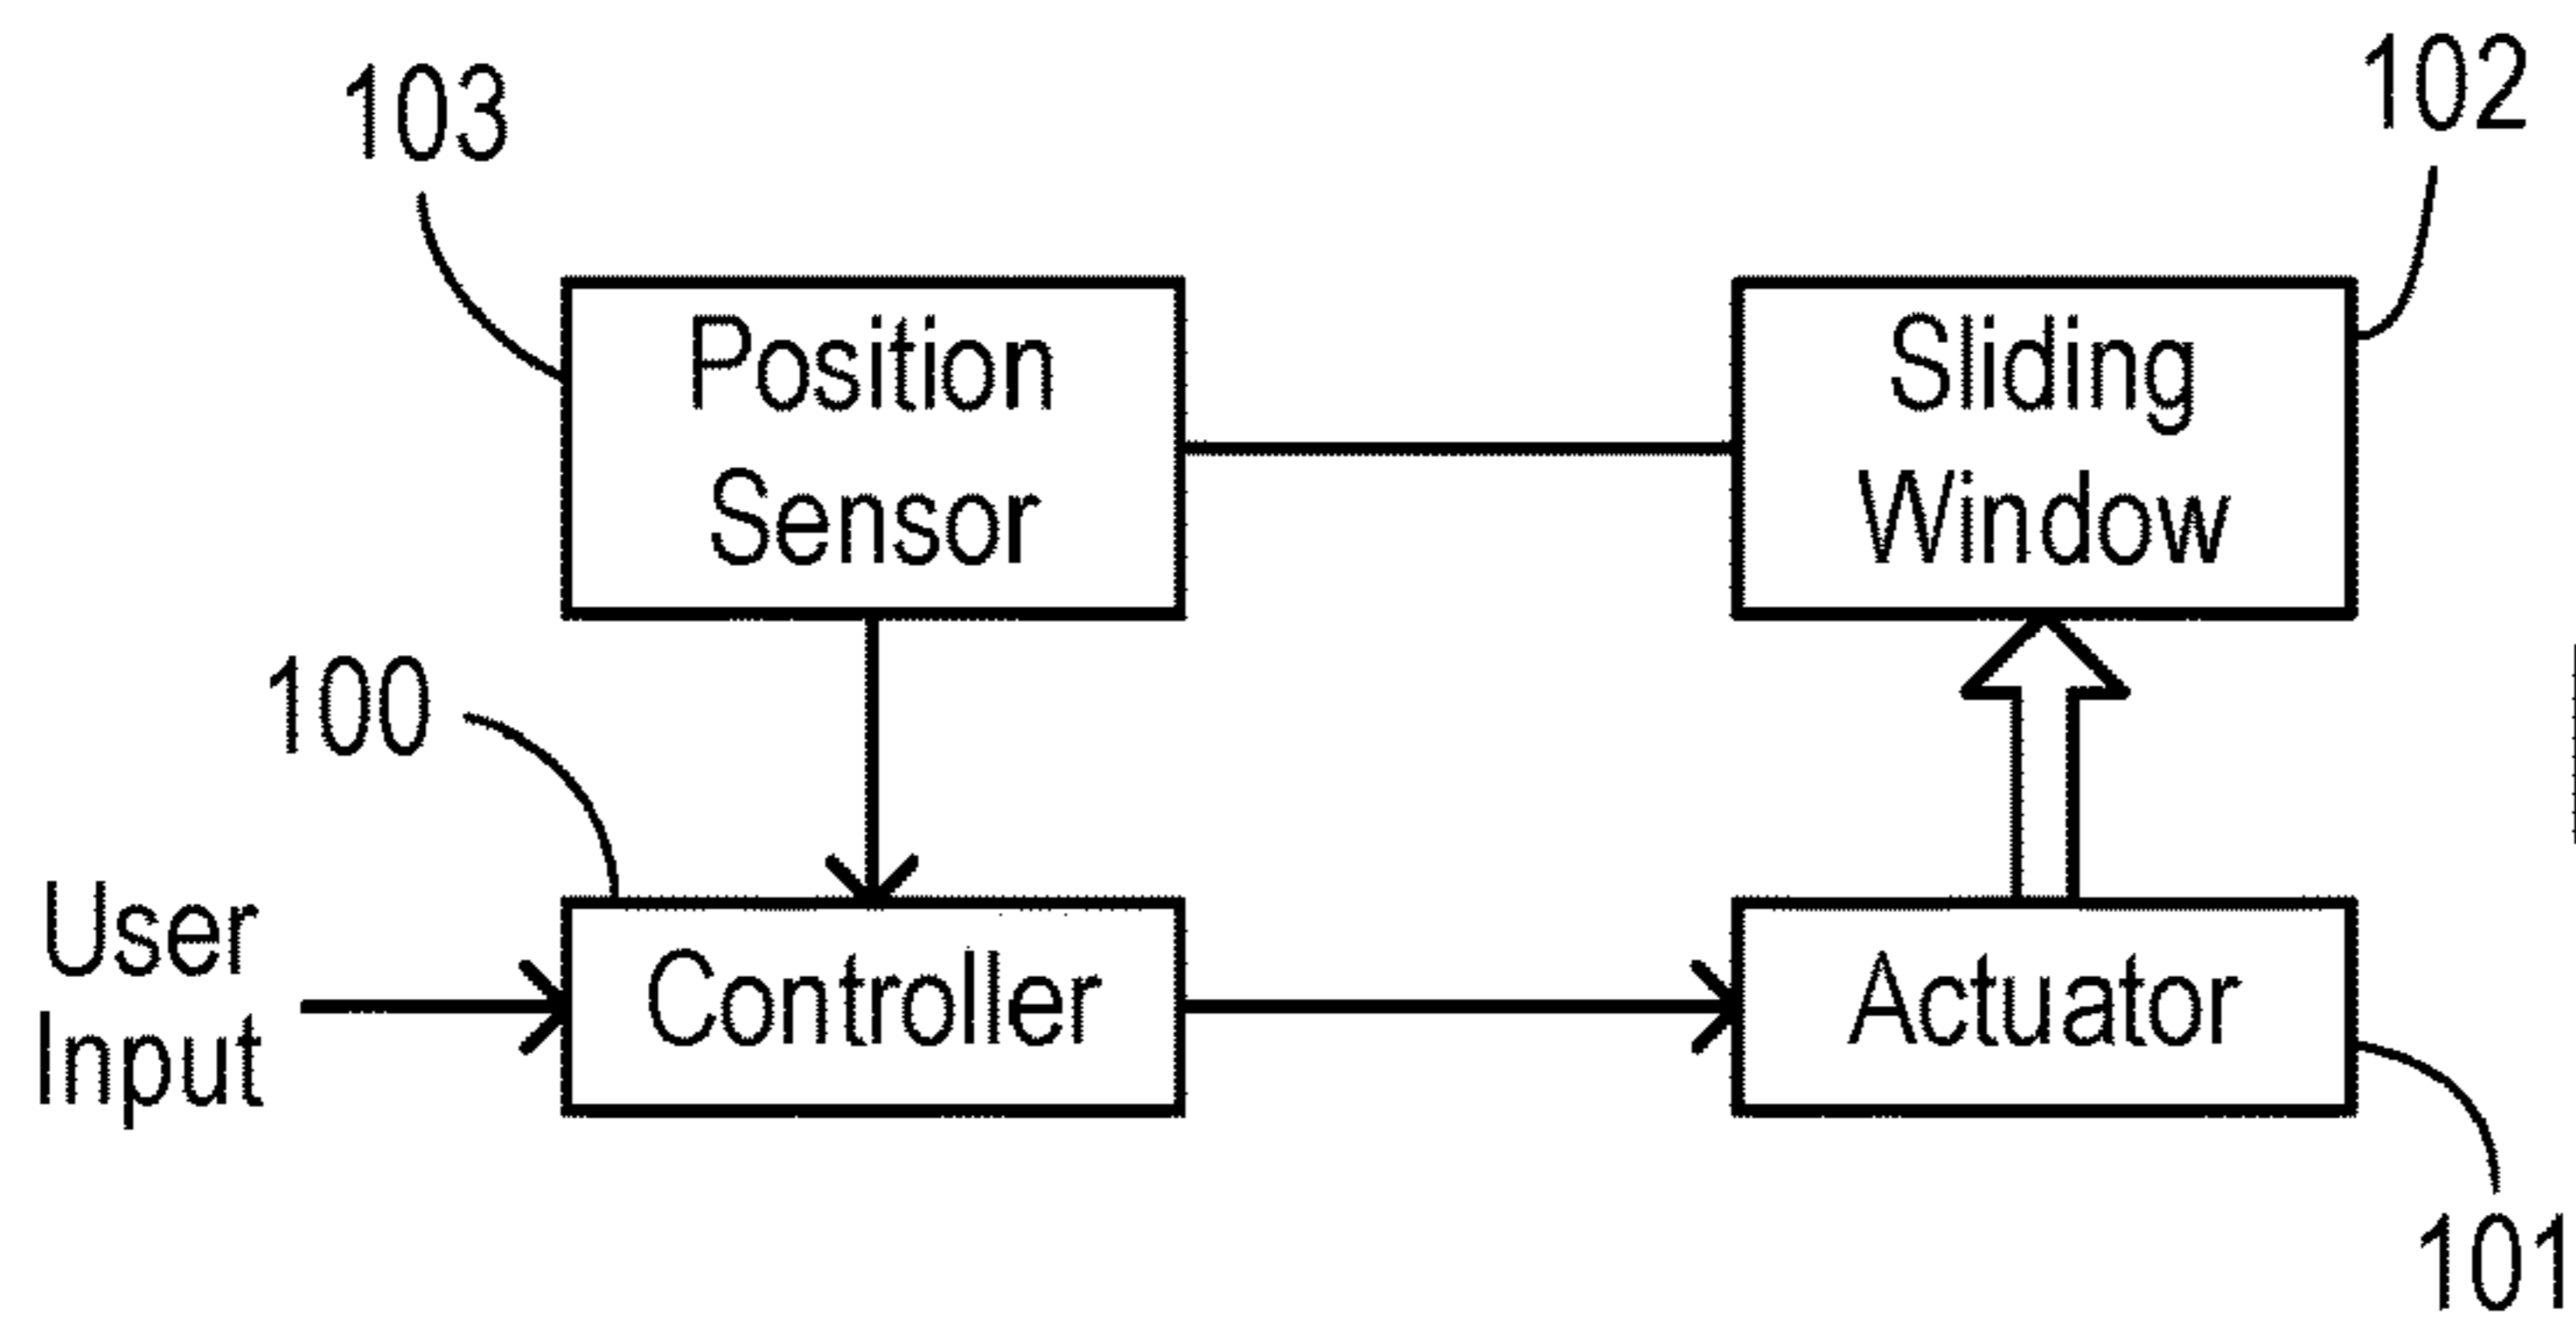 103
102
Position
Sensor
Sliding
Window
100
User
Input
Controller
Actuator
101